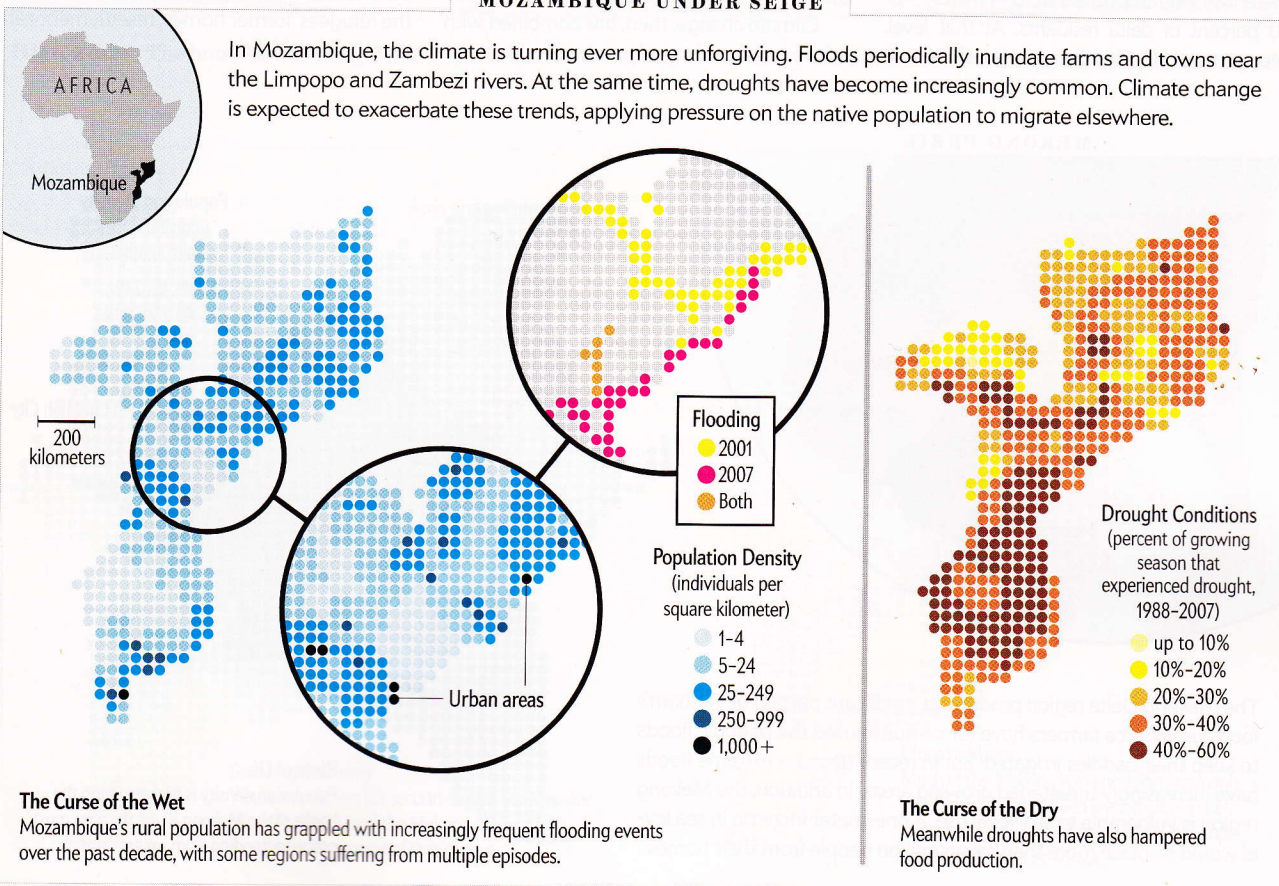 MOZAMBIQUE UNDER SEIGE
In Mozambique, the climate is turning ever more unforgiving. Floods periodically inundate farms and towns near
the Limpopo and Zambezi rivers. At the same time, droughts have become increasingly common. Climate change
is expected to exacerbate these trends, applying pressure on the native population to migrate elsewhere.
AFRICA
Mozambique
200
kilometers
Flooding
2001
2007
Both
Urban areas
Population Density
(individuals per
square kilometer)
1–4
5–24
25–249
250–999
1,000+
Drought Conditions
(percent of growing
season that
experienced drought,
1988–2007)
up to 10%
10%–20%
20%–30%
30%–40%
40%–60%
The Curse of the Wet
Mozambique's rural population has grappled with increasingly frequent flooding events
over the past decade, with some regions suffering from multiple episodes.
The Curse of the Dry
Meanwhile droughts have also hampered
food production.